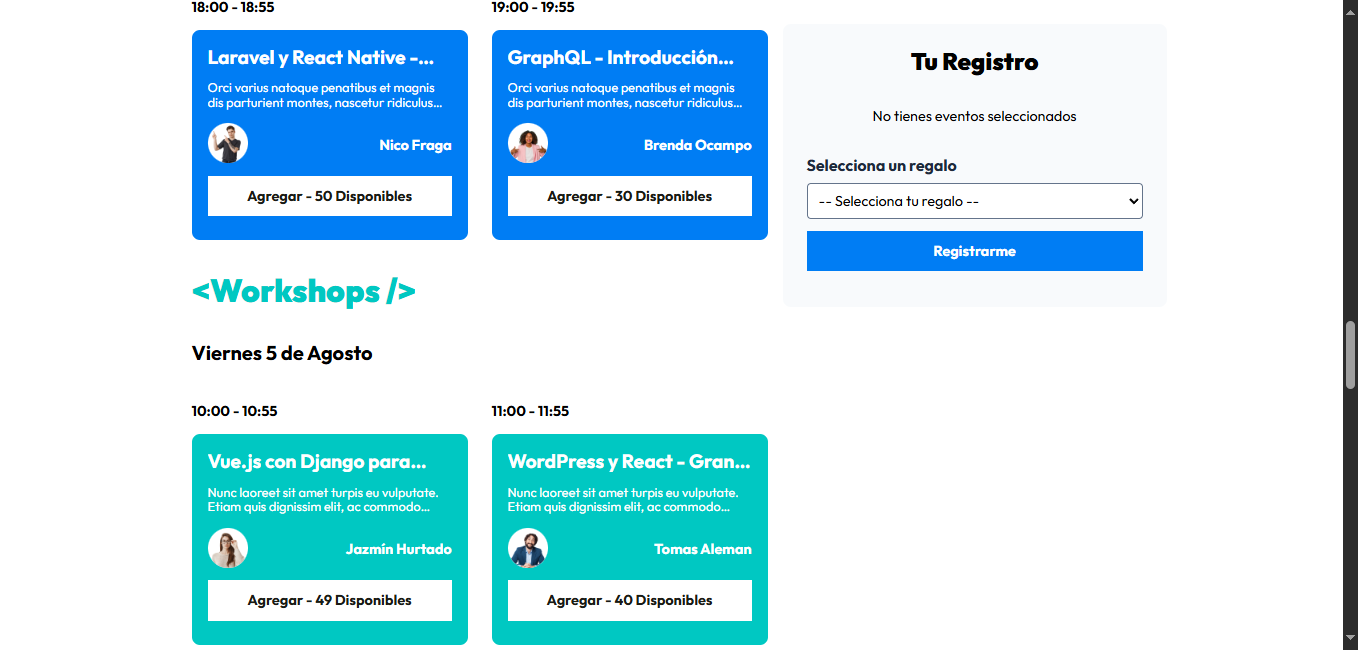 18:00 - 18:55
19:00 - 19:55
Laravel y React Native -...
Orci varius natoque penatibus et magnis
dis parturient montes, nascetur ridiculus...
Nico Fraga
Agregar - 50 Disponibles
GraphQL - Introducción...
Orci varius natoque penatibus et magnis
dis parturient montes, nascetur ridiculus...
Brenda Ocampo
Agregar - 30 Disponibles
<Workshops />
Viernes 5 de Agosto
10:00 - 10:55
11:00 - 11:55
Vue.js con Django para...
Nunc laoreet sit amet turpis eu vulputate.
Etiam quis dignissim elit, ac commodo...
Jazmín Hurtado
Agregar - 49 Disponibles
WordPress y React - Gran...
Nunc laoreet sit amet turpis eu vulputate.
Etiam quis dignissim elit, ac commodo...
Tomas Aleman
Agregar - 40 Disponibles
Tu Registro
No tienes eventos seleccionados
Selecciona un regalo
-- Selecciona tu regalo --
Registrarme